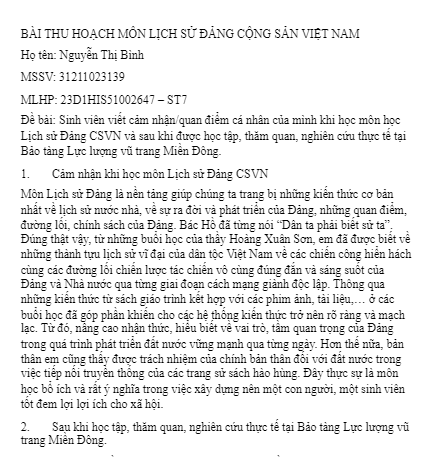 BÀI THU HOẠCH MÔN LỊCH SỬ ĐẢNG CỘNG SẢN VIỆT NAM
Họ tên: Nguyễn Thị Bình
MSSV: 31211023139
MLHP: 23D1HIS51002647 – ST7
Đề bài: Sinh viên viết cảm nhận/quan điểm cá nhân của mình khi học môn học
Lịch sử Đảng CSVN và sau khi được học tập, thăm quan, nghiên cứu thực tế tại
Bảo tàng Lực lượng vũ trang Miền Đông.
1. Cảm nhận khi học môn Lịch sử Đảng CSVN
Môn Lịch sử Đảng là nền tảng giúp chúng ta trang bị những kiến thức cơ bản
nhất về lịch sử nước nhà, về sự ra đời và phát triển của Đảng, những quan điểm,
đường lối, chính sách của Đảng. Bác Hồ đã từng nói “Dân ta phải biết sử ta”.
Đúng thật vậy, từ những buổi học của thầy Hoàng Xuân Sơn, em đã được biết về
những thành tựu lịch sử vĩ đại của dân tộc Việt Nam về các chiến công hiển hách
cùng các đường lối chiến lược tác chiến vô cùng đúng đắn và sáng suốt của
Đảng và Nhà nước qua từng giai đoạn cách mạng giành độc lập. Thông qua
những kiến thức từ sách giáo trình kết hợp với các phim ảnh, tài liệu,… ở các
buổi học đã góp phần khiến cho các hệ thống kiến thức trở nên rõ ràng và mạch
lạc. Từ đó, nâng cao nhận thức, hiểu biết về vai trò, tầm quan trọng của Đảng
trong quá trình phát triển đất nước vững mạnh qua từng ngày. Hơn thế nữa, bản
thân em cũng thấy được trách nhiệm của chính bản thân đối với đất nước trong
việc tiếp nối truyền thống của các trang sử sách hào hùng. Đây thực sự là môn
học bổ ích và rất ý nghĩa trong việc xây dựng nên một con người, một sinh viên
tốt đem lợi lợi ích cho xã hội.
2. Sau khi học tập, thăm quan, nghiên cứu thực tế tại Bảo tàng Lực lượng vũ
trang Miền Đông.